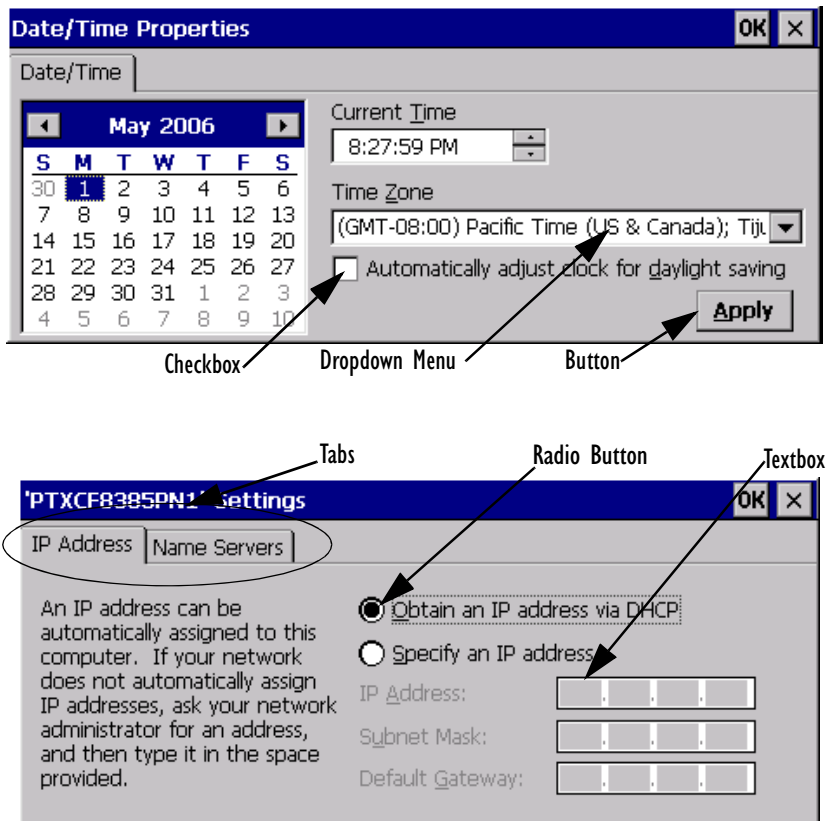 Date/Time Properties OK ×
Date/Time
May 2006
S M T W T F S
30 1 2 3 4 5 6
7 8 9 10 11 12 13
14 15 16 17 18 19 20
21 22 23 24 25 26 27
28 29 30 31 1 2 3
4 5 6 7 8 9 10
Current Time
8:27:59 PM
Time Zone
(GMT-08:00) Pacific Time (US & Canada); Tiju
Automatically adjust clock for daylight saving
Apply
Checkbox Dropdown Menu Button
Tabs Radio Button Textbox
'PTXCF8385PN1' Settings OK ×
IP Address Name Servers
An IP address can be
automatically assigned to this
computer. If your network
does not automatically assign
IP addresses, ask your network
administrator for an address,
and then type it in the space
provided.
Obtain an IP address via DHCP
Specify an IP address
IP Address:
Subnet Mask:
Default Gateway: